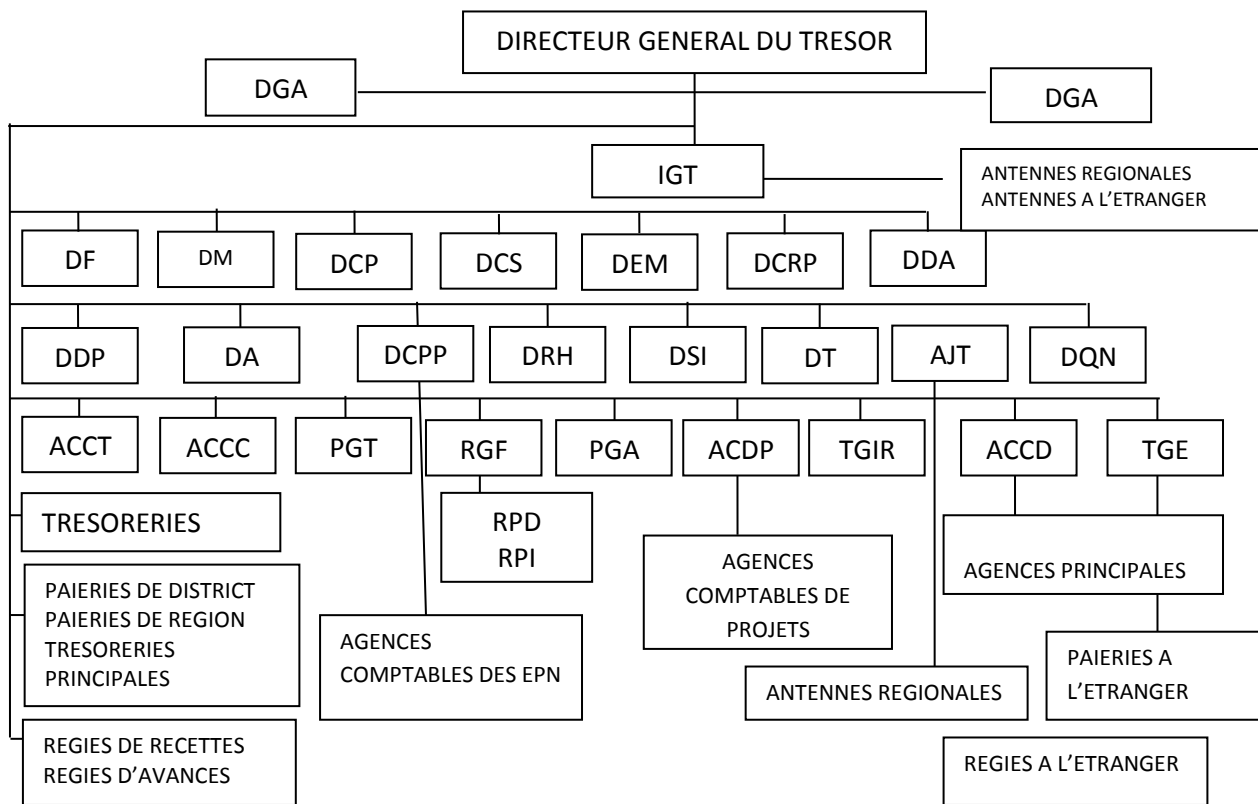 DIRECTEUR GENERAL DU TRESOR
DGA
DGA
IGT
ANTENNES REGIONALES
ANTENNES A L’ETRANGER
DF
DM
DCP
DCS
DEM
DCRP
DDA
DDP
DA
DCPP
DRH
DSI
DT
AJT
DQN
ACCT
ACCC
PGT
RGF
PGA
ACDP
TGIR
ACCD
TGE
TRESORERIES
RPD
RPI
AGENCES
COMPTABLES DE
PROJETS
AGENCES PRINCIPALES
PAIERIES DE DISTRICT
PAIERIES DE REGION
TRESORERIES
PRINCIPALES
AGENCES
COMPTABLES DES EPN
ANTENNES REGIONALES
PAIERIES A
L’ETRANGER
REGIES DE RECETTES
REGIES D’AVANCES
REGIES A L’ETRANGER